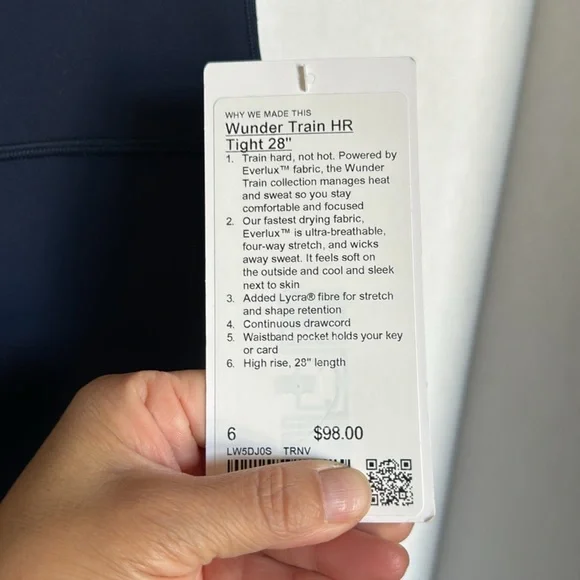 WHY WE MADE THIS
Wunder Train HR
Tight 28"
1. Train hard, not hot. Powered by
Everlux™ fabric, the Wunder
Train collection manages heat
and sweat so you stay
comfortable and focused
2. Our fastest drying fabric,
Everlux™ is ultra-breathable,
four-way stretch, and wicks
away sweat. It feels soft on
the outside and cool and sleek
next to skin
3. Added Lycra® fibre for stretch
and shape retention
4. Continuous drawcord
5. Waistband pocket holds your key
or card
6. High rise, 28" length
6 $98.00
LW5DJ0S TRNV